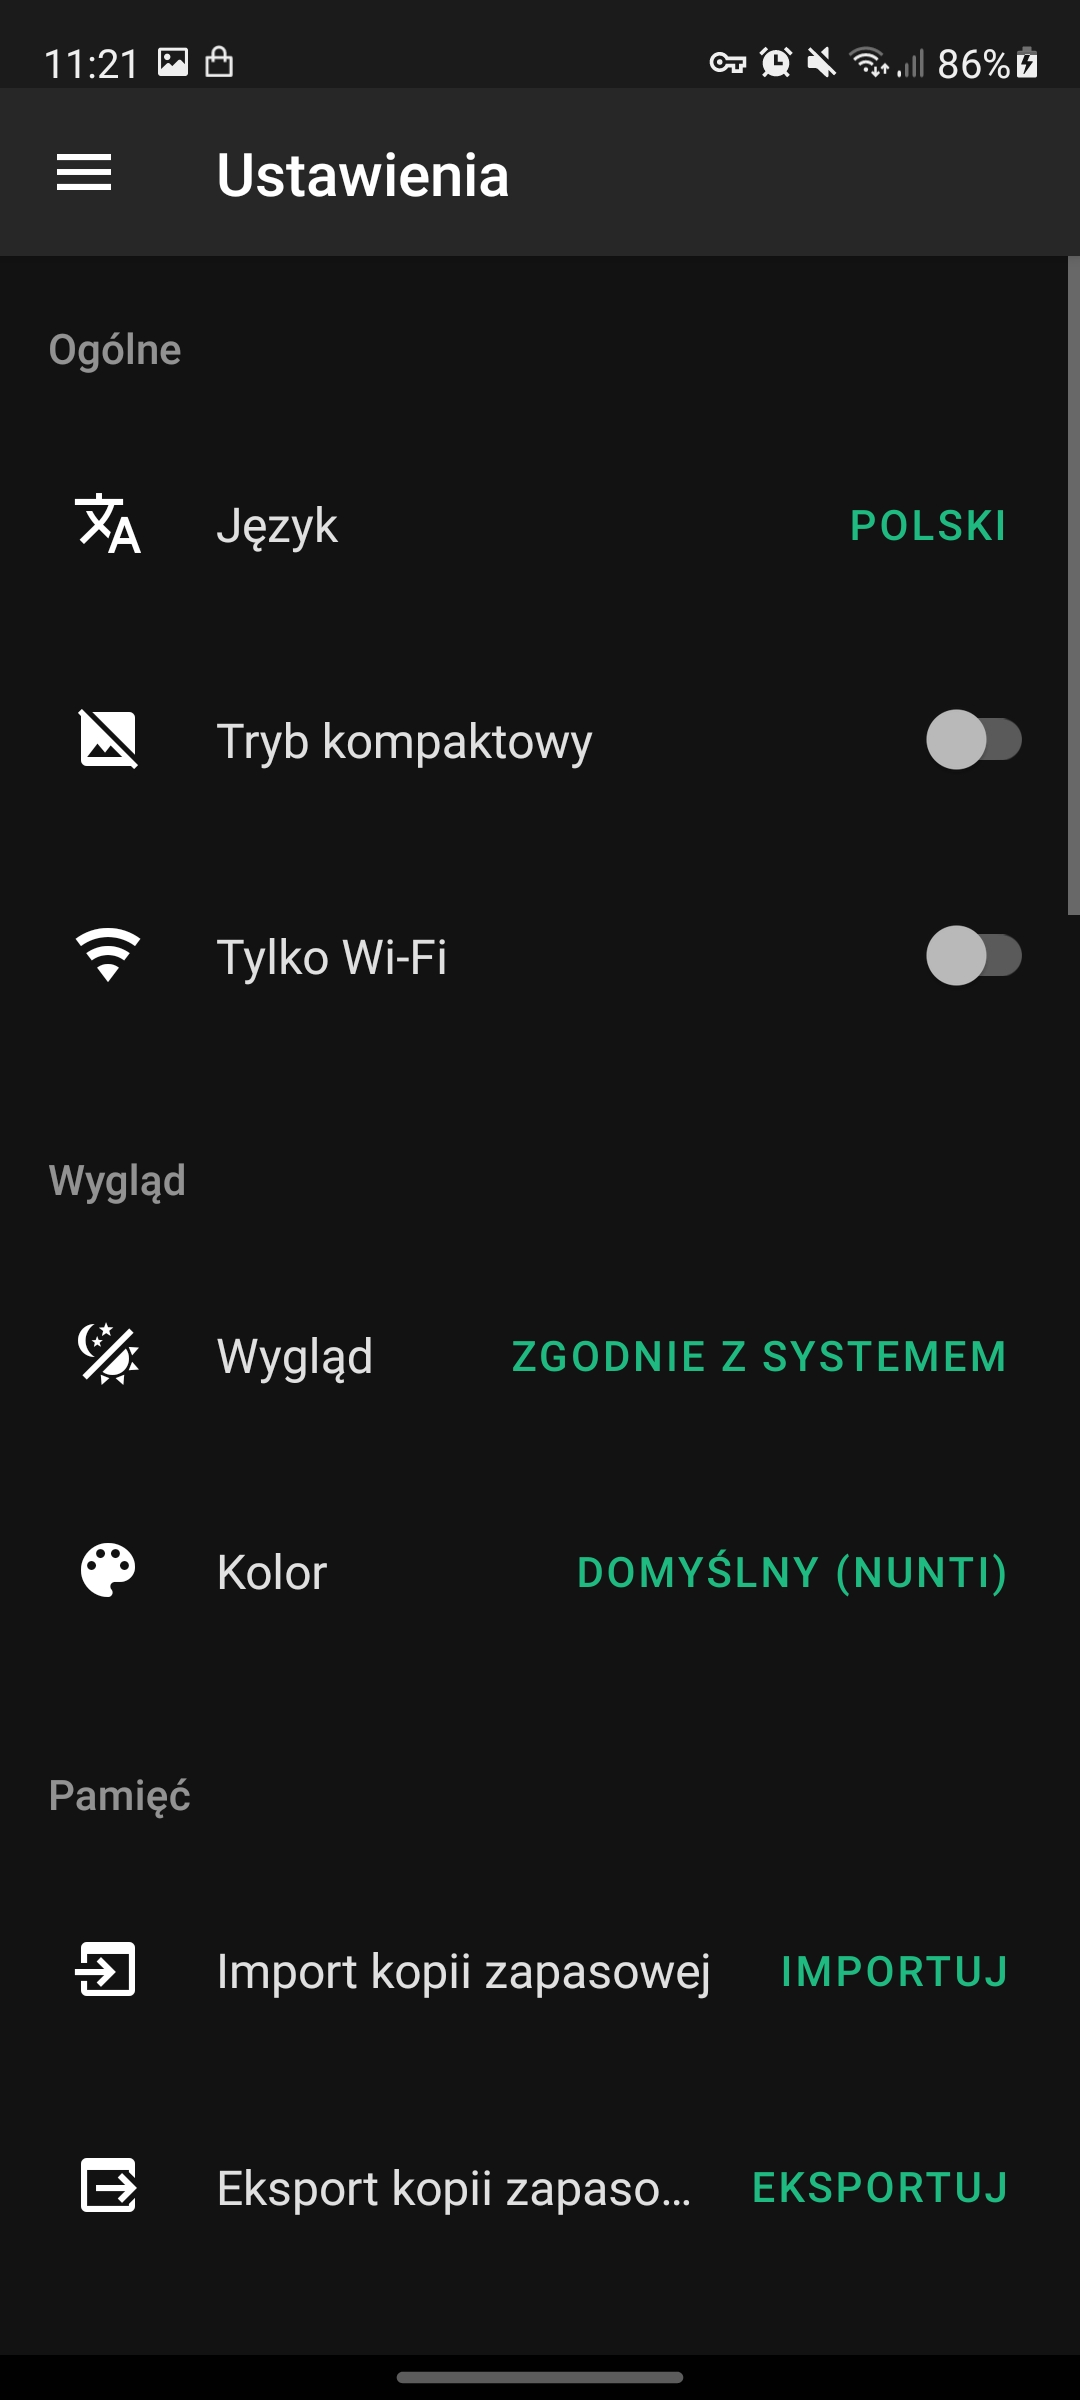 11:21
86%
Ustawienia
Ogólne
Język POLSKI
Tryb kompaktowy
Tylko Wi-Fi
Wygląd
Wygląd ZGODNIE Z SYSTEMEM
Kolor DOMYŚLNY (NUNTI)
Pamięć
Import kopii zapasowej IMPORTUJ
Eksport kopii zapaso... EKSPORTUJ